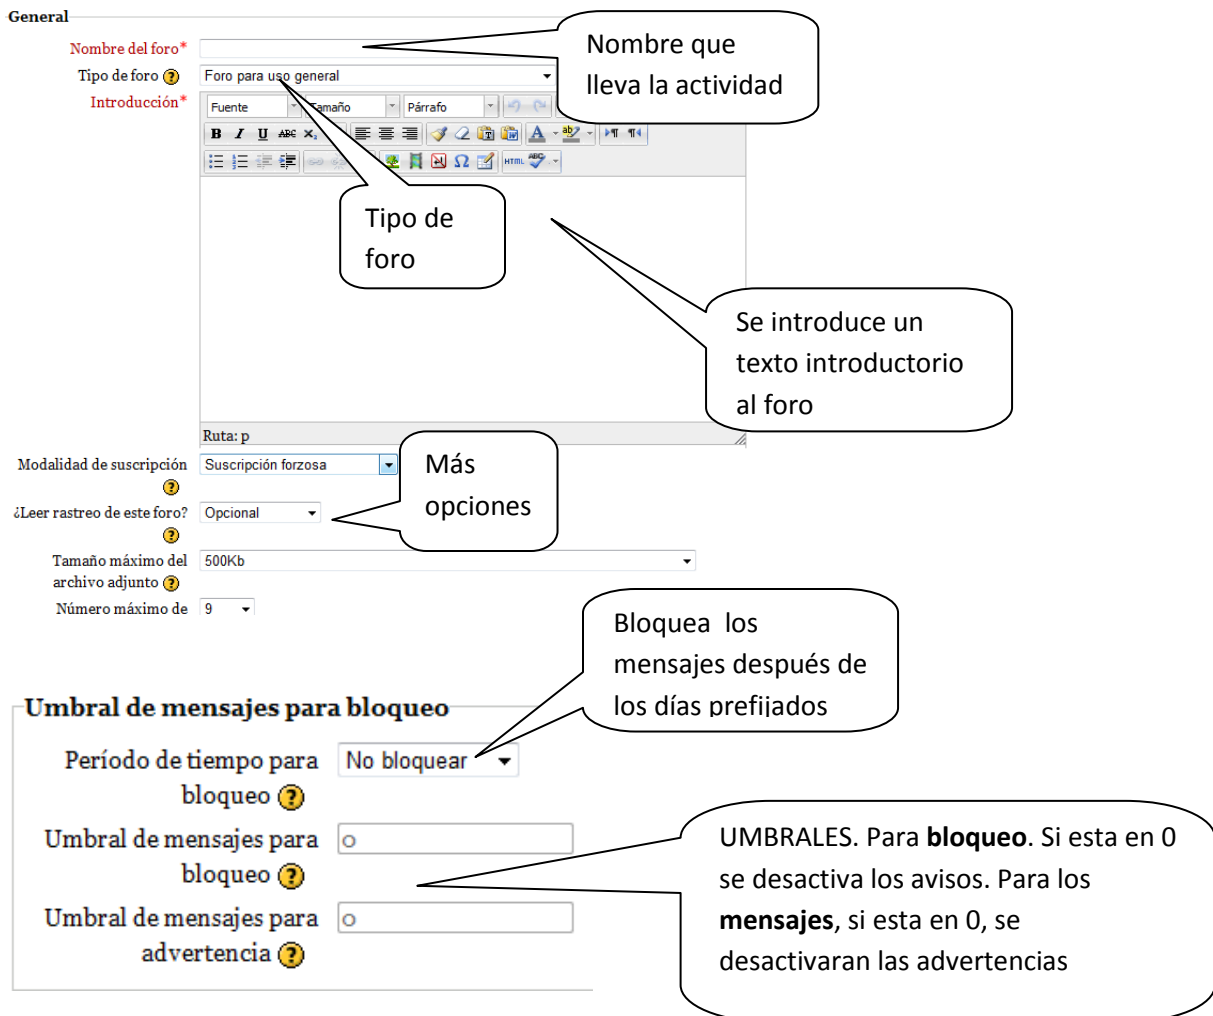 General
Nombre del foro*
Nombre que
lleva la actividad
Tipo de foro
Foro para uso general
Introducción*
Fuente Tamaño Párrafo
B I U ABC
HTML ABC
Tipo de
foro
Se introduce un
texto introductorio
al foro
Ruta: p
Modalidad de suscripción
Suscripción forzosa
Más
opciones
¿Leer rastreo de este foro?
Opcional
Tamaño máximo del
archivo adjunto
500Kb
Número máximo de
9
Bloquea los
mensajes después de
los días prefijados
Umbral de mensajes para bloqueo
Período de tiempo para
bloqueo
No bloquear
Umbral de mensajes para
bloqueo
0
Umbral de mensajes para
advertencia
0
UMBRALES. Para bloqueo. Si esta en 0
se desactiva los avisos. Para los
mensajes, si esta en 0, se
desactivaran las advertencias